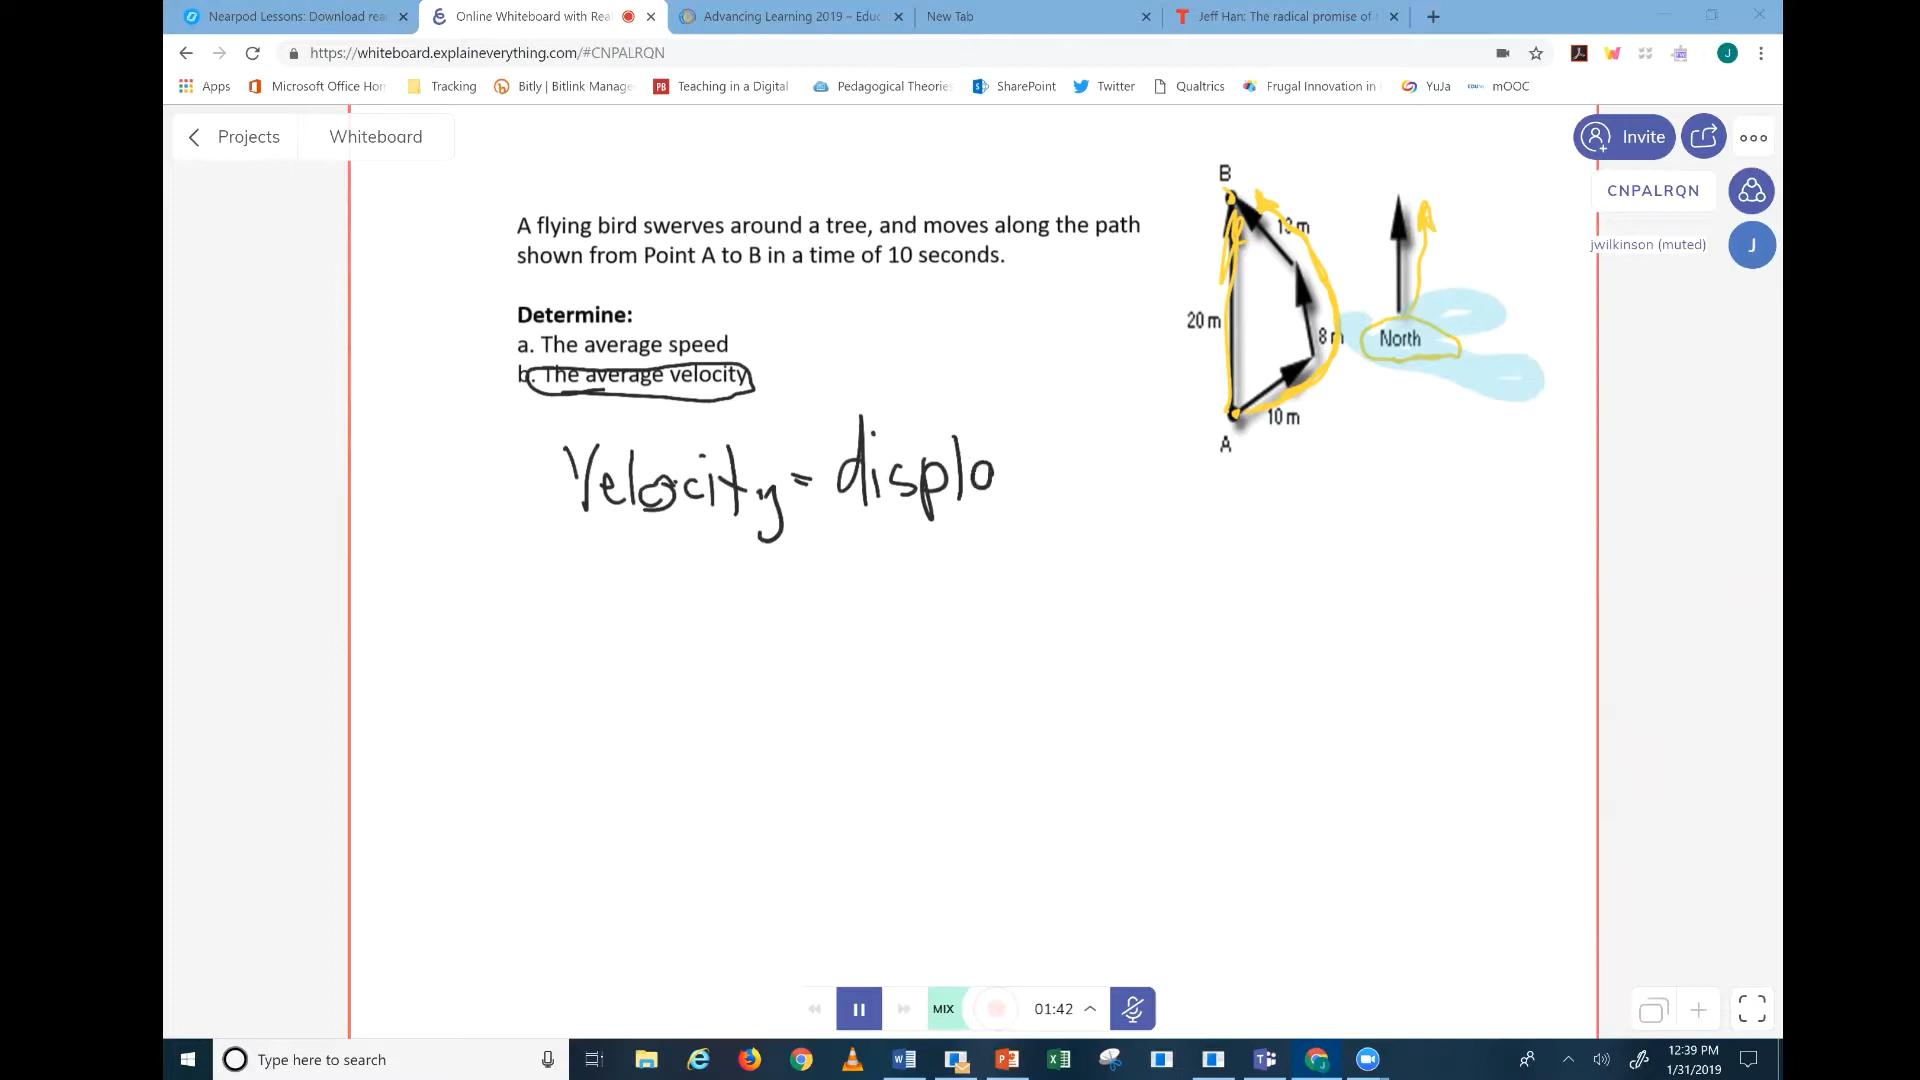 Nearpod Lessons: Download rea
Online Whiteboard with Rea
Advancing Learning 2019 – Educ
New Tab
Jeff Han: The radical promise of
https://whiteboard.explaineverything.com/#CNPALRQN
J
Apps
Microsoft Office Hom
Tracking
Bitly | Bitlink Manage
PB
Teaching in a Digital
Pedagogical Theorie
SharePoint
Twitter
Qualtrics
Frugal Innovation in
YuJa
mOOC
Projects
Whiteboard
Invite
CNPALRQN
jwilkinson (muted)
J
A flying bird swerves around a tree, and moves along the path
shown from Point A to B in a time of 10 seconds.
Determine:
a. The average speed
b. The average velocity
Velocity = displa
B
m
20 m
8 m
10 m
A
North
MIX
01:42
Type here to search
12:39 PM
1/31/2019